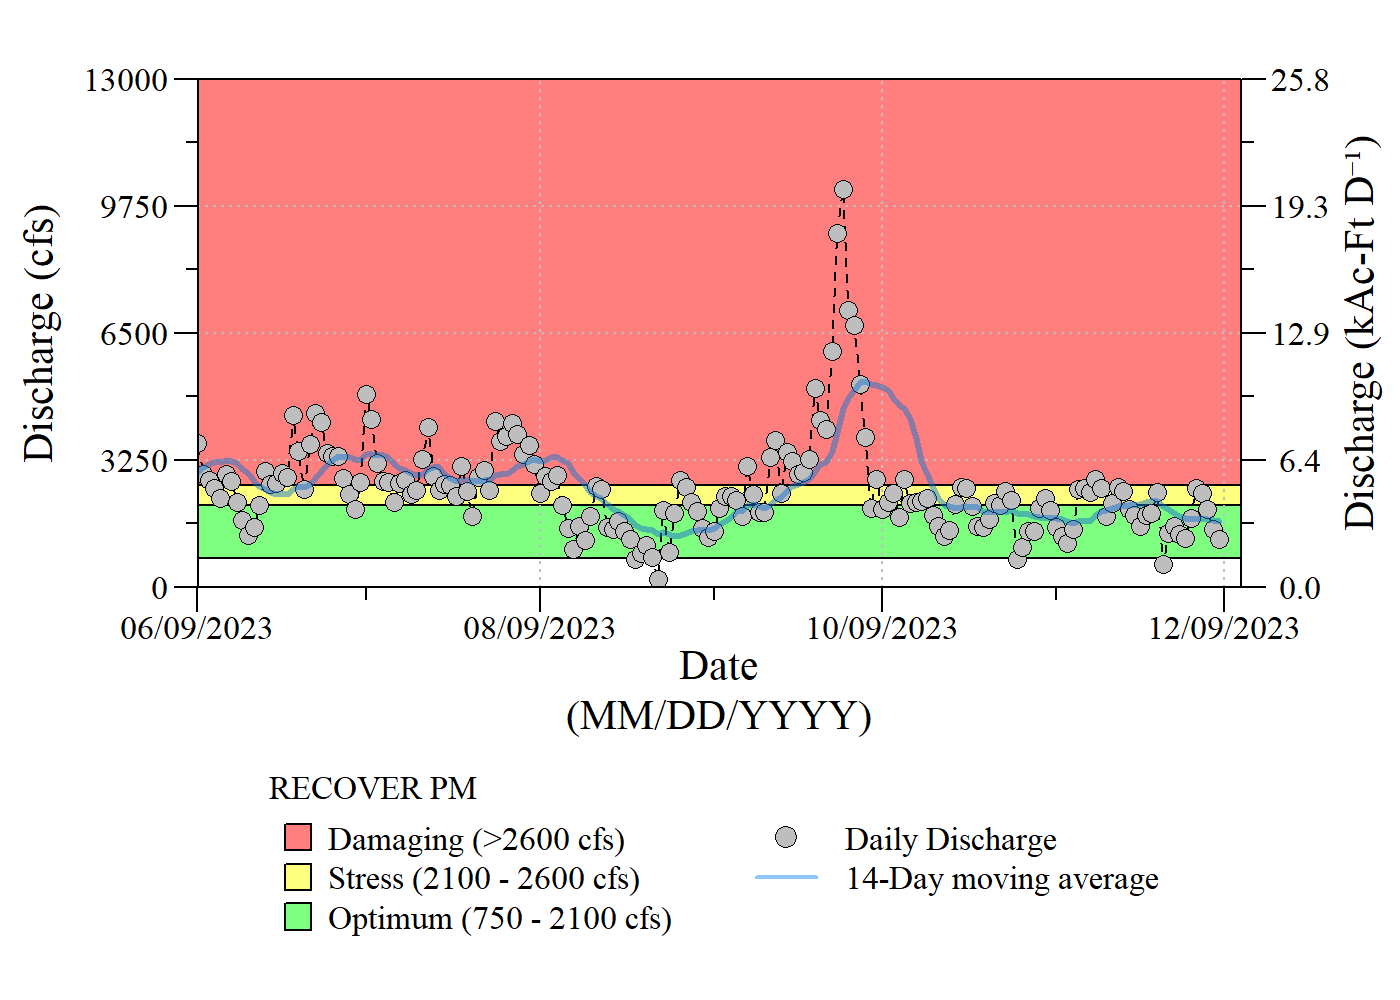 13000
9750
6500
3250
0
Discharge (cfs)
25.8
19.3
12.9
6.4
0.0
Discharge (kAc-Ft D⁻¹)
06/09/2023 08/09/2023 10/09/2023 12/09/2023
Date
(MM/DD/YYYY)
RECOVER PM
Damaging (>2600 cfs)
Stress (2100 - 2600 cfs)
Optimum (750 - 2100 cfs)
Daily Discharge
14-Day moving average